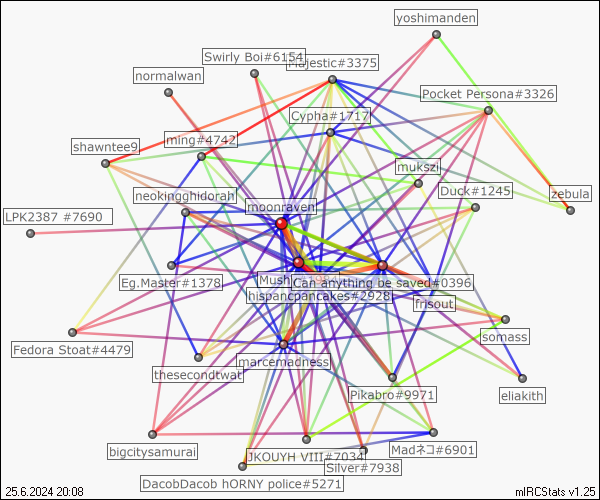 yoshimanden
Swirly Boi#6154
Majestic#3375
normalwan
Pocket Persona#3326
Cypha#1717
ming#4742
shawntee9
mukszi
Duck#1245
zebula
neokingghidorah
moonraven
LPK2387 #7690
Mush
Can anything be saved#0396
Eg.Master#1378
hispancpancakes#2928
frisout
somass
Fedora Stoat#4479
marcemadness
thesecondtwat
Pikabro#9971
eliakith
bigcitysamurai
JKOUYH VIII#7034
Madネコ#6901
Silver#7938
DacobDacob hORNY police#5271
25.6.2024 20:08
mIRCStats v1.25